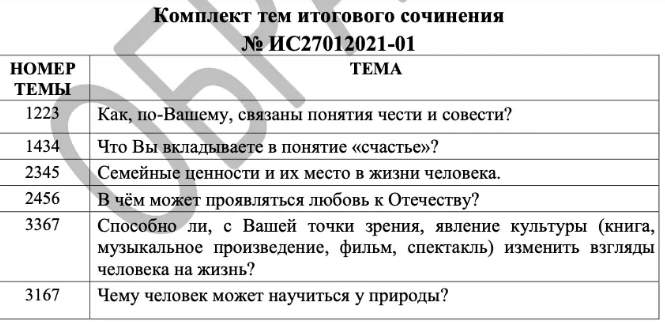 Комплект тем итогового сочинения
№ ИС27012021-01
НОМЕР ТЕМЫ
ТЕМА
1223 Как, по-Вашему, связаны понятия чести и совести?
1434 Что Вы вкладываете в понятие «счастье»?
2345 Семейные ценности и их место в жизни человека.
2456 В чём может проявляться любовь к Отечеству?
3367 Способно ли, с Вашей точки зрения, явление культуры (книга,
музыкальное произведение, фильм, спектакль) изменить взгляды
человека на жизнь?
3167 Чему человек может научиться у природы?